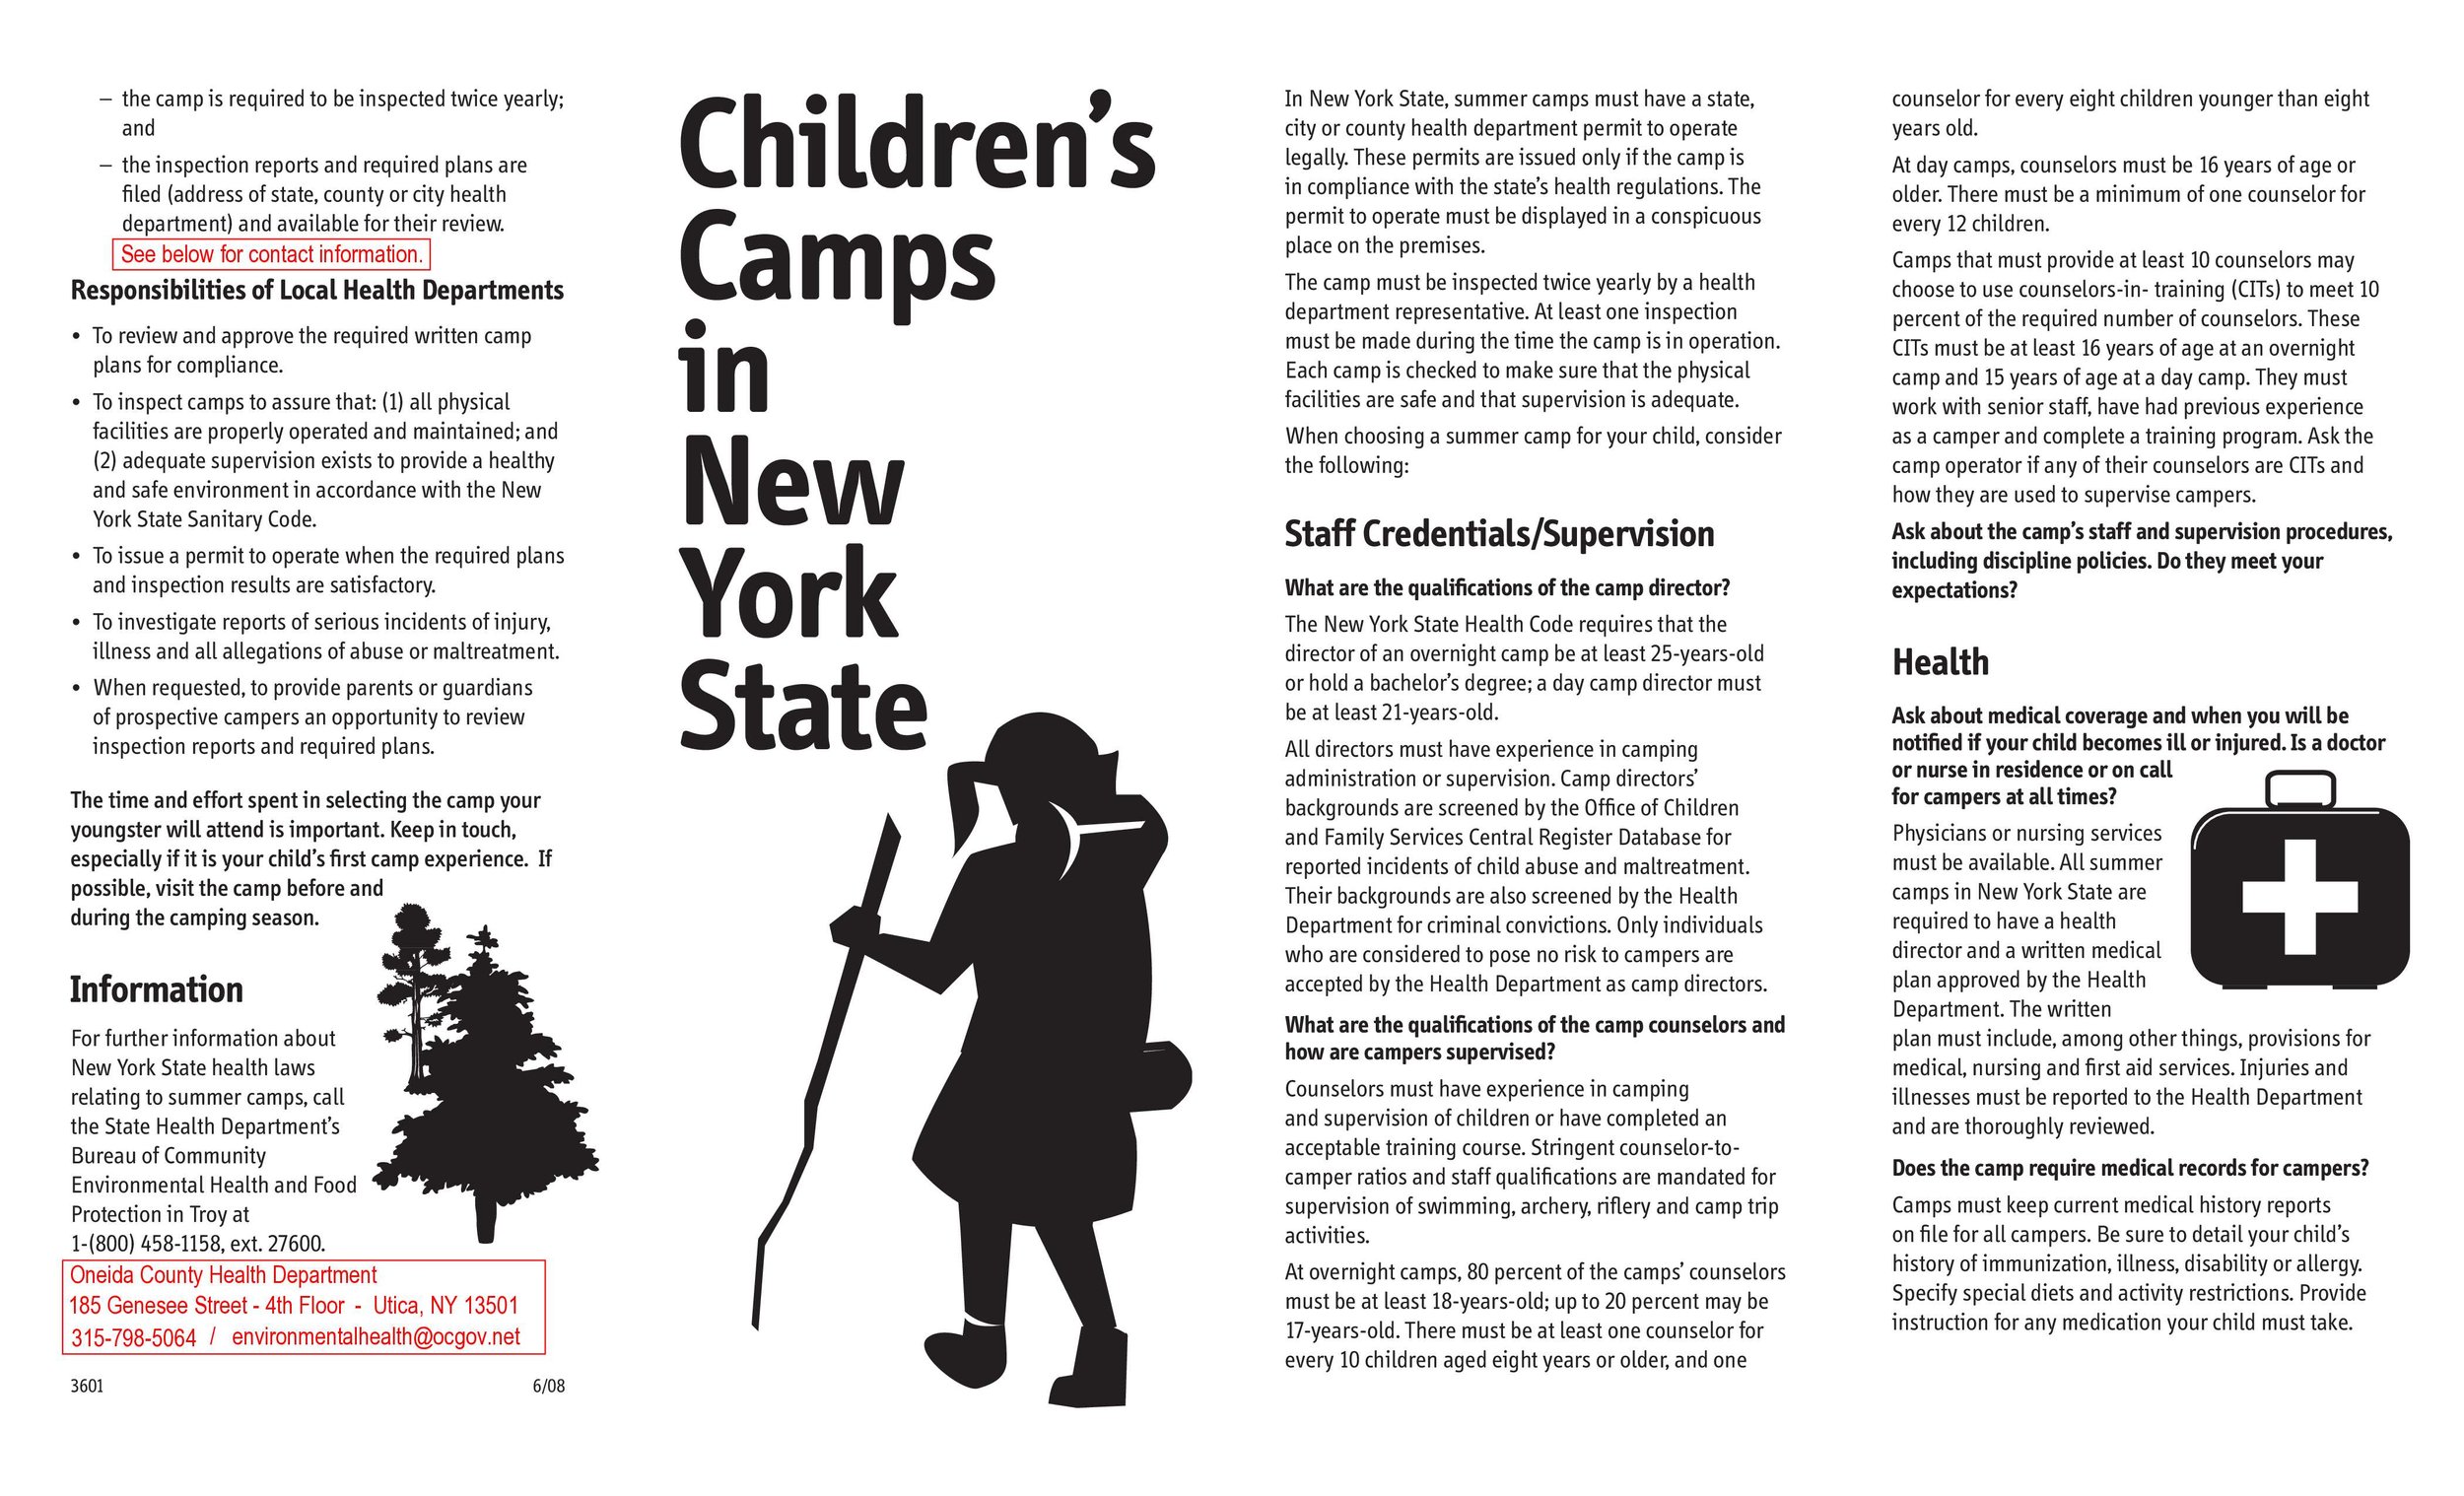 – the camp is required to be inspected twice yearly;
and
– the inspection reports and required plans are
filed (address of state, county or city health
department) and available for their review.
See below for contact information.
Responsibilities of Local Health Departments
• To review and approve the required written camp
plans for compliance.
• To inspect camps to assure that: (1) all physical
facilities are properly operated and maintained; and
(2) adequate supervision exists to provide a healthy
and safe environment in accordance with the New
York State Sanitary Code.
• To issue a permit to operate when the required plans
and inspection results are satisfactory.
• To investigate reports of serious incidents of injury,
illness and all allegations of abuse or maltreatment.
• When requested, to provide parents or guardians
of prospective campers an opportunity to review
inspection reports and required plans.
The time and effort spent in selecting the camp your
youngster will attend is important. Keep in touch,
especially if it is your child’s first camp experience.  If
possible, visit the camp before and
during the camping season.
Information
For further information about
New York State health laws
relating to summer camps, call
the State Health Department’s
Bureau of Community
Environmental Health and Food
Protection in Troy at
1-(800) 458-1158, ext. 27600.
Oneida County Health Department
185 Genesee Street - 4th Floor - Utica, NY 13501
315-798-5064 / environmentalhealth@ocgov.net
3601 6/08
Children’s
Camps
in
New
York
State
In New York State, summer camps must have a state,
city or county health department permit to operate
legally. These permits are issued only if the camp is
in compliance with the state’s health regulations. The
permit to operate must be displayed in a conspicuous
place on the premises.
The camp must be inspected twice yearly by a health
department representative. At least one inspection
must be made during the time the camp is in operation.
Each camp is checked to make sure that the physical
facilities are safe and that supervision is adequate.
When choosing a summer camp for your child, consider
the following:
Staff Credentials/Supervision
What are the qualifications of the camp director?
The New York State Health Code requires that the
director of an overnight camp be at least 25-years-old
or hold a bachelor’s degree; a day camp director must
be at least 21-years-old.
All directors must have experience in camping
administration or supervision. Camp directors’
backgrounds are screened by the Office of Children
and Family Services Central Register Database for
reported incidents of child abuse and maltreatment.
Their backgrounds are also screened by the Health
Department for criminal convictions. Only individuals
who are considered to pose no risk to campers are
accepted by the Health Department as camp directors.
What are the qualifications of the camp counselors and
how are campers supervised?
Counselors must have experience in camping
and supervision of children or have completed an
acceptable training course. Stringent counselor-to-
camper ratios and staff qualifications are mandated for
supervision of swimming, archery, riflery and camp trip
activities.
At overnight camps, 80 percent of the camps’ counselors
must be at least 18-years-old; up to 20 percent may be
17-years-old. There must be at least one counselor for
every 10 children aged eight years or older, and one
counselor for every eight children younger than eight
years old.
At day camps, counselors must be 16 years of age or
older. There must be a minimum of one counselor for
every 12 children.
Camps that must provide at least 10 counselors may
choose to use counselors-in- training (CITs) to meet 10
percent of the required number of counselors. These
CITs must be at least 16 years of age at an overnight
camp and 15 years of age at a day camp. They must
work with senior staff, have had previous experience
as a camper and complete a training program. Ask the
camp operator if any of their counselors are CITs and
how they are used to supervise campers.
Ask about the camp’s staff and supervision procedures,
including discipline policies. Do they meet your
expectations?
Health
Ask about medical coverage and when you will be
notified if your child becomes ill or injured. Is a doctor
or nurse in residence or on call
for campers at all times?
Physicians or nursing services
must be available. All summer
camps in New York State are
required to have a health
director and a written medical
plan approved by the Health
Department. The written
plan must include, among other things, provisions for
medical, nursing and first aid services. Injuries and
illnesses must be reported to the Health Department
and are thoroughly reviewed.
Does the camp require medical records for campers?
Camps must keep current medical history reports
on file for all campers. Be sure to detail your child’s
history of immunization, illness, disability or allergy.
Specify special diets and activity restrictions. Provide
instruction for any medication your child must take.